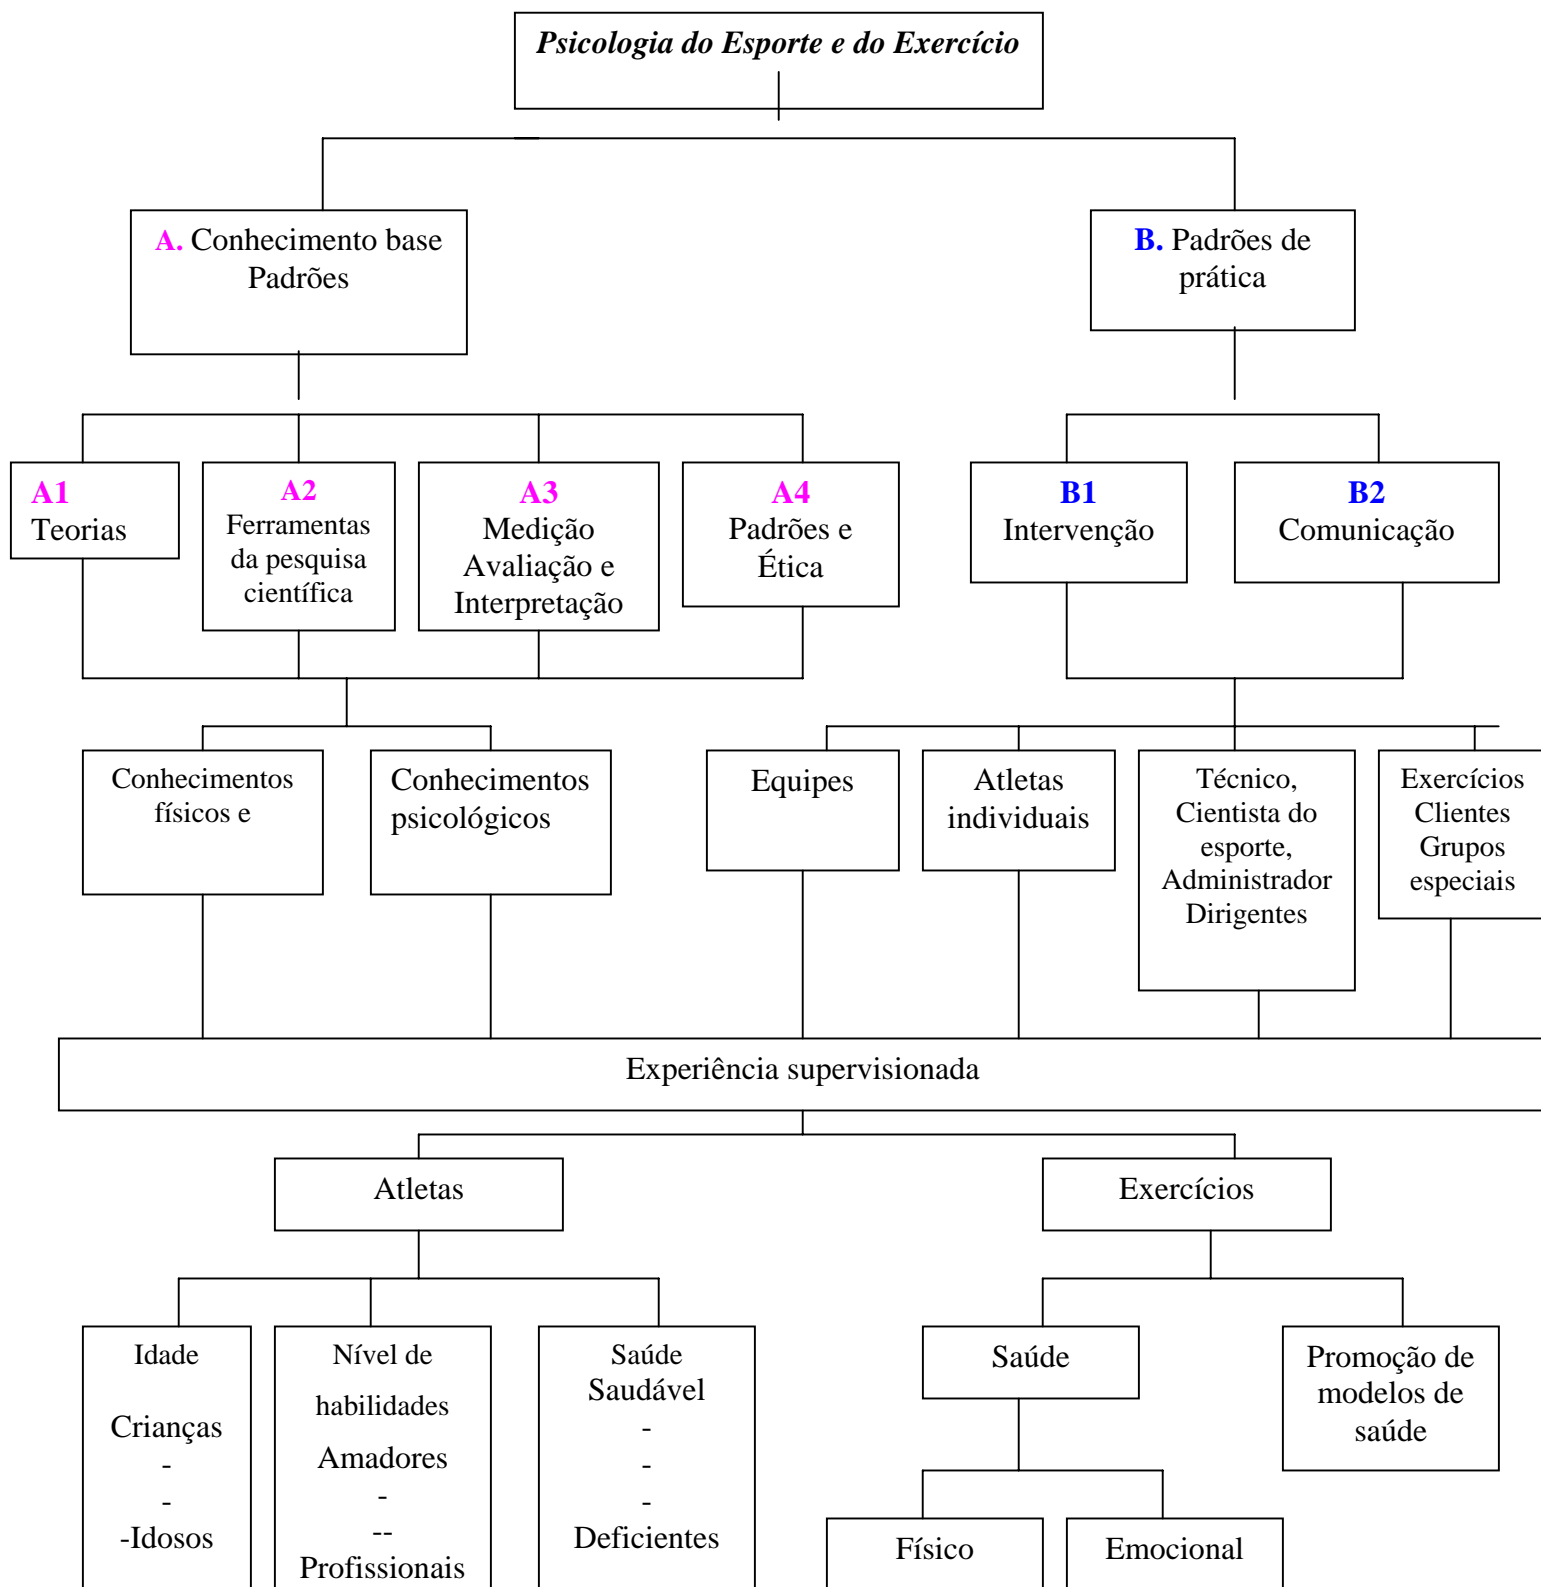 Psicologia do Esporte e do Exercício
A. Conhecimento base
Padrões
B. Padrões de
prática
A1
Teorias
A2
Ferramentas
da pesquisa
científica
A3
Medição
Avaliação e
Interpretação
A4
Padrões e
Ética
B1
Intervenção
B2
Comunicação
Conhecimentos
físicos e
Conhecimentos
psicológicos
Equipes
Atletas
individuais
Técnico,
Cientista do
esporte,
Administrador
Dirigentes
Exercícios
Clientes
Grupos
especiais
Experiência supervisionada
Atletas
Exercícios
Idade
Crianças
-
-
-Idosos
Nível de
habilidades
Amadores
-
--
Profissionais
Saúde
Saudável
-
-
-
Deficientes
Saúde
Promoção de
modelos de
saúde
Físico
Emocional